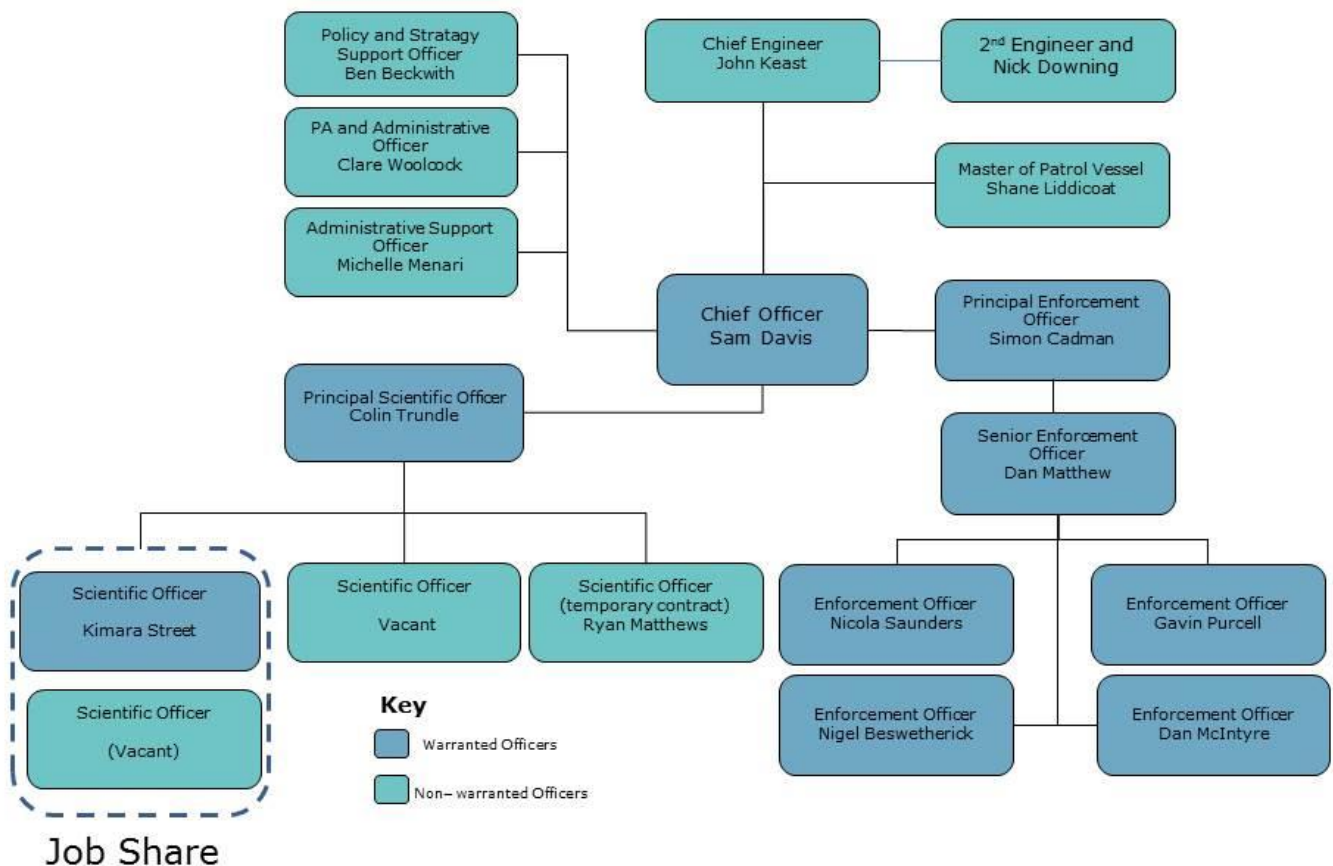 Policy and Stratagy
Support Officer
Ben Beckwith
Chief Engineer
John Keast
2nd Engineer and
Nick Downing
PA and Administrative
Officer
Clare Woolcock
Master of Patrol Vessel
Shane Liddicoat
Administrative Support
Officer
Michelle Menari
Chief Officer
Sam Davis
Principal Enforcement
Officer
Simon Cadman
Principal Scientific Officer
Colin Trundle
Senior Enforcement
Officer
Dan Matthew
Scientific Officer
Kimara Street
Scientific Officer
Vacant
Scientific Officer
(temporary contract)
Ryan Matthews
Enforcement Officer
Nicola Saunders
Enforcement Officer
Gavin Purcell
Scientific Officer
(Vacant)
Enforcement Officer
Nigel Beswetherick
Enforcement Officer
Dan McIntyre
Key
Warranted Officers
Non– warranted Officers
Job Share